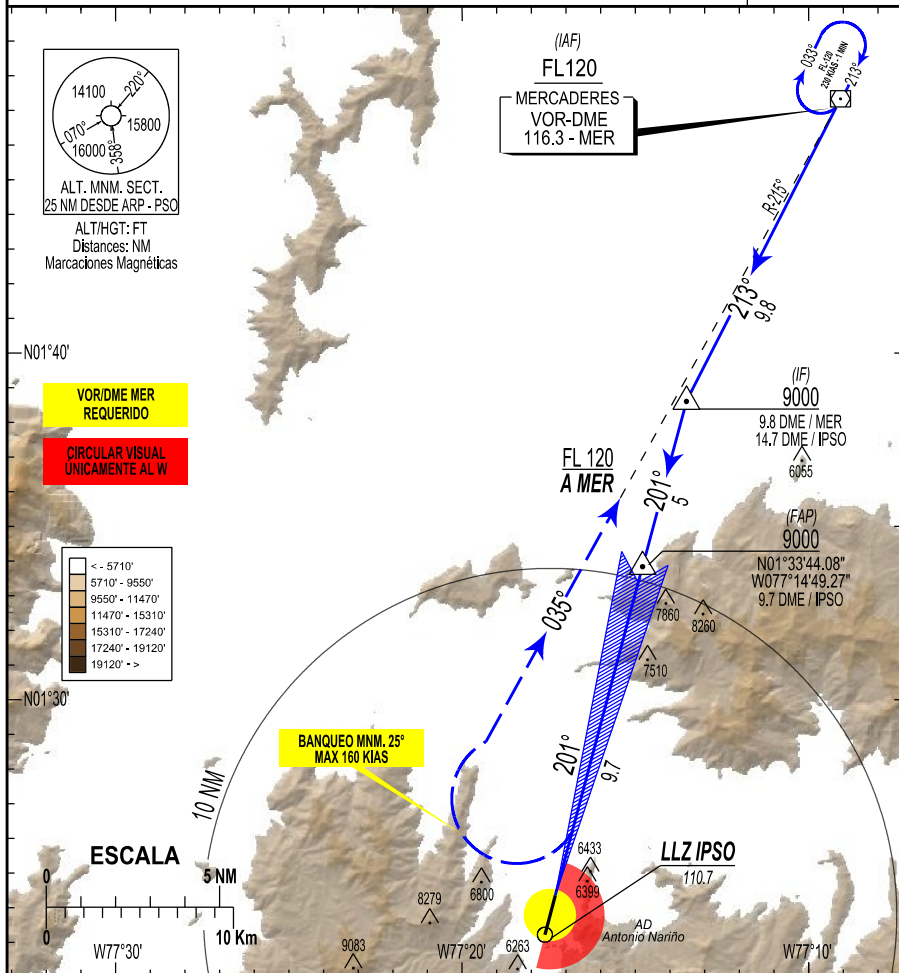 (IAF)
FL120
MERCADERES
VOR-DME
116.3 - MER
033°
FL-120
230 KIAS - 1 MIN
213°
14100
220°
15800
070°
16000
358°
ALT. MNM. SECT.
25 NM DESDE ARP - PSO
ALT/HGT: FT
Distances: NM
Marcaciones Magnéticas
R-215°
213°
9.8
N01°40'
VOR/DME MER
REQUERIDO
CIRCULAR VISUAL
ÚNICAMENTE AL W
(IF)
9000
9.8 DME / MER
14.7 DME / IPSO
6055
FL 120
A MER
201°
5
(FAP)
9000
N01°33'44.08"
W077°14'49.27"
9.7 DME / IPSO
< - 5710'
5710' - 9550'
9550' - 11470'
11470' - 15310'
15310' - 17240'
17240' - 19120'
19120' - >
7860
8260
7510
035°
N01°30'
BANQUEO MNM. 25°
MAX 160 KIAS
201°
9.7
10 NM
ESCALA
0
5 NM
0
10 Km
6433
6399
LLZ IPSO
110.7
6800
8279
9083
6263
AD
Antonio Nariño
W77°30'
W77°20'
W77°10'